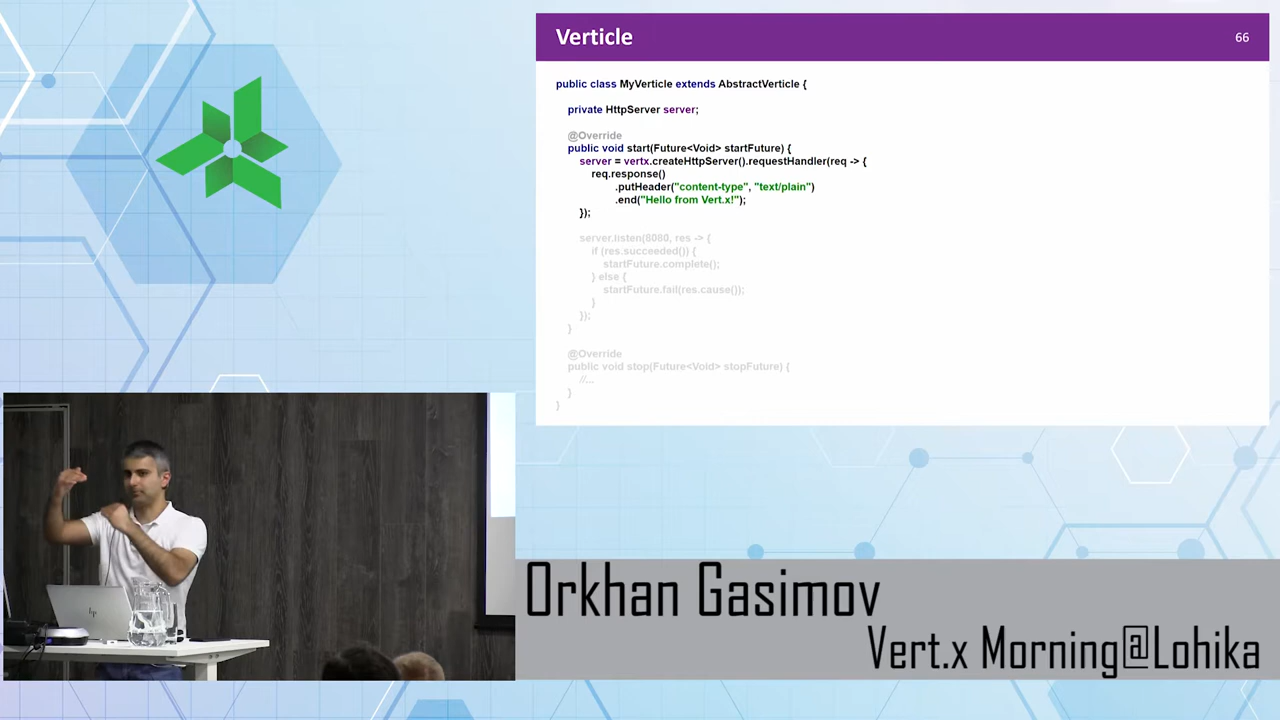 Verticle
66
public class MyVerticle extends AbstractVerticle {
private HttpServer server;
@Override
public void start(Future<Void> startFuture) {
server = vertx.createHttpServer().requestHandler(req -> {
req.response()
.putHeader("content-type", "text/plain")
.end("Hello from Vert.x!");
});
server.listen(8080, res -> {
if (res.succeeded()) {
startFuture.complete();
} else {
startFuture.fail(res.cause());
}
});
}
@Override
public void stop(Future<Void> stopFuture) {
//...
}
}
hp
Orkhan Gasimov
Vert.x Morning@Lohika